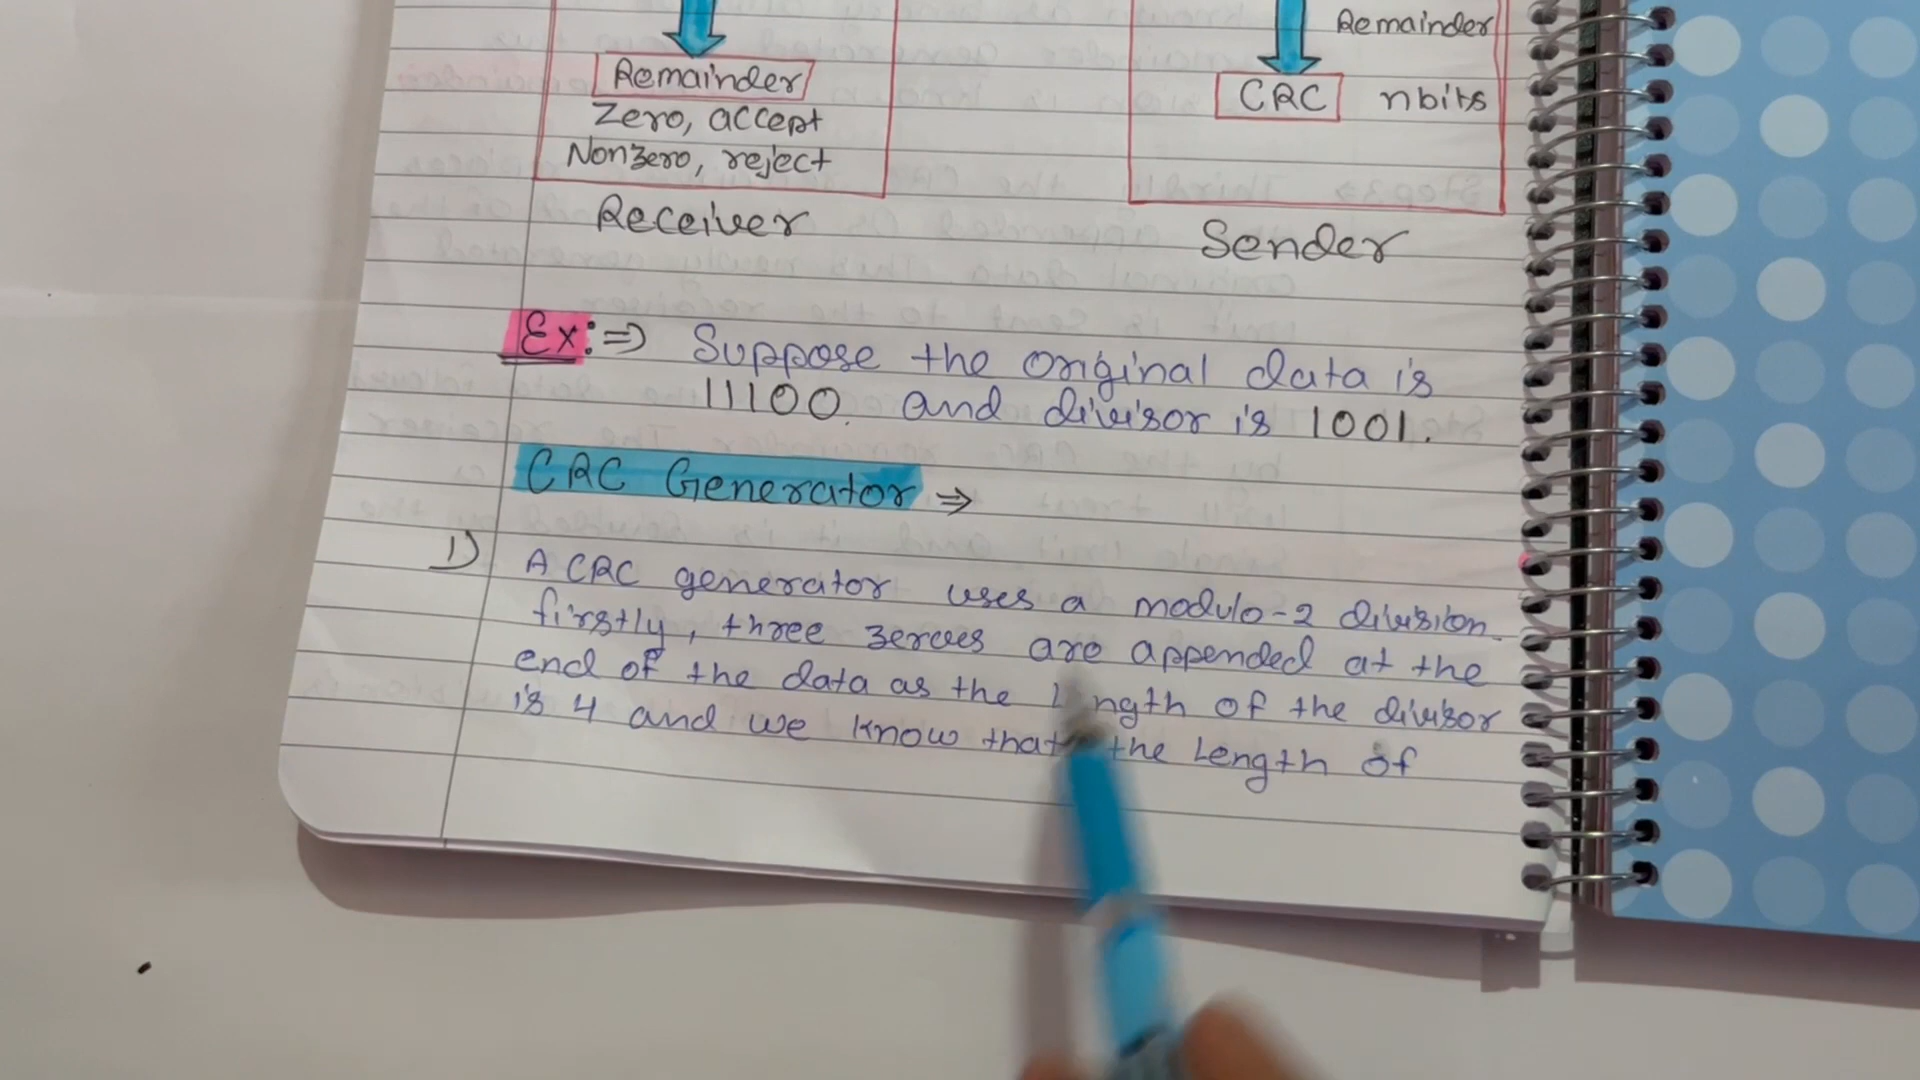 Remainder
Zero, accept
Nonzero, reject
Receiver
Remainder
CRC nbits
Sender
Ex:⇒ Suppose the original data is
11100. and divisor is 1001.
CRC Generator ⇒
1) A CRC generator uses a modulo-2 division.
firstly, three zeroes are appended at the
end of the data as the length of the divisor
is 4 and we know that the Length of